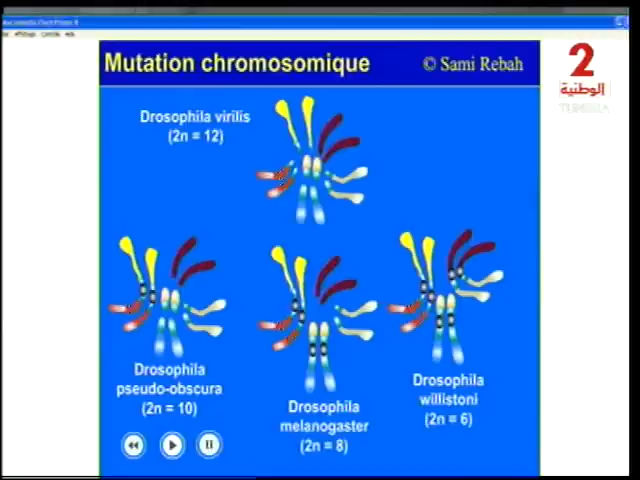 Mutation chromosomique
© Sami Rebah
2
الوطنية
Drosophila virilis
(2n = 12)
Drosophila
pseudo-obscura
(2n = 10)
Drosophila
melanogaster
(2n = 8)
Drosophila
willistoni
(2n = 6)